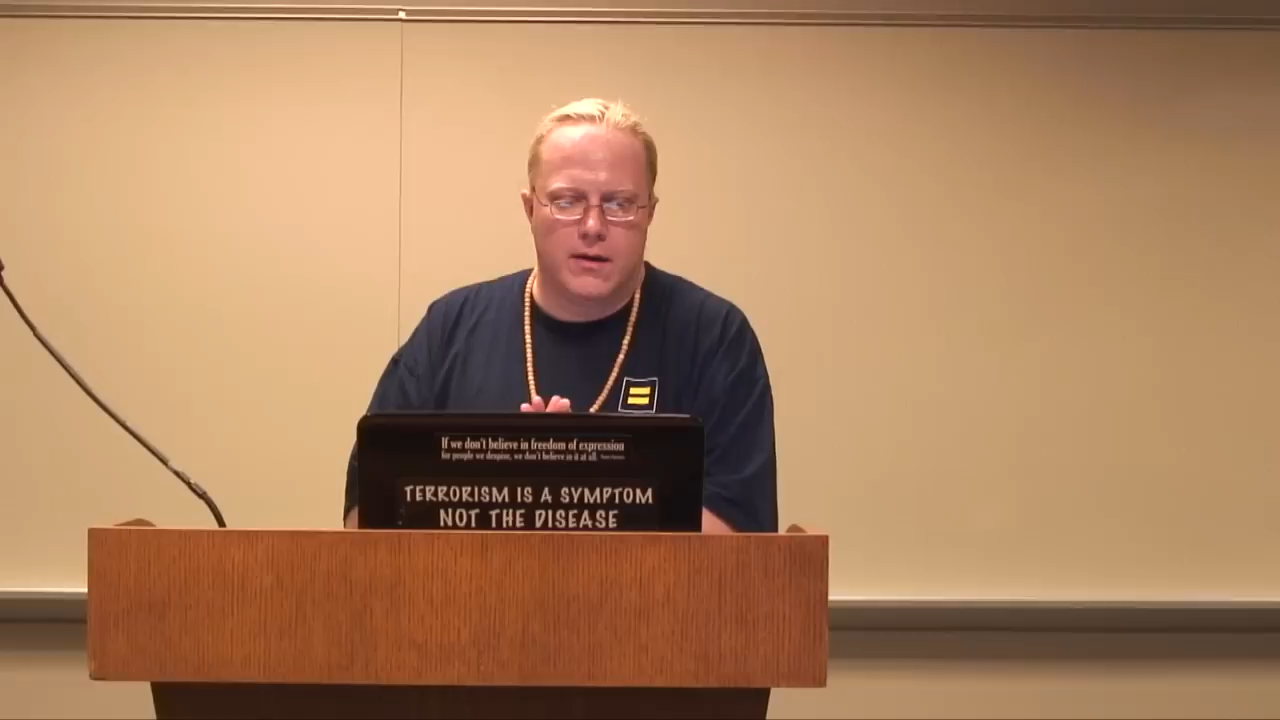 If we don't believe in freedom of expression
for people we despise, we don't believe in it at all.
TERRORISM IS A SYMPTOM
NOT THE DISEASE